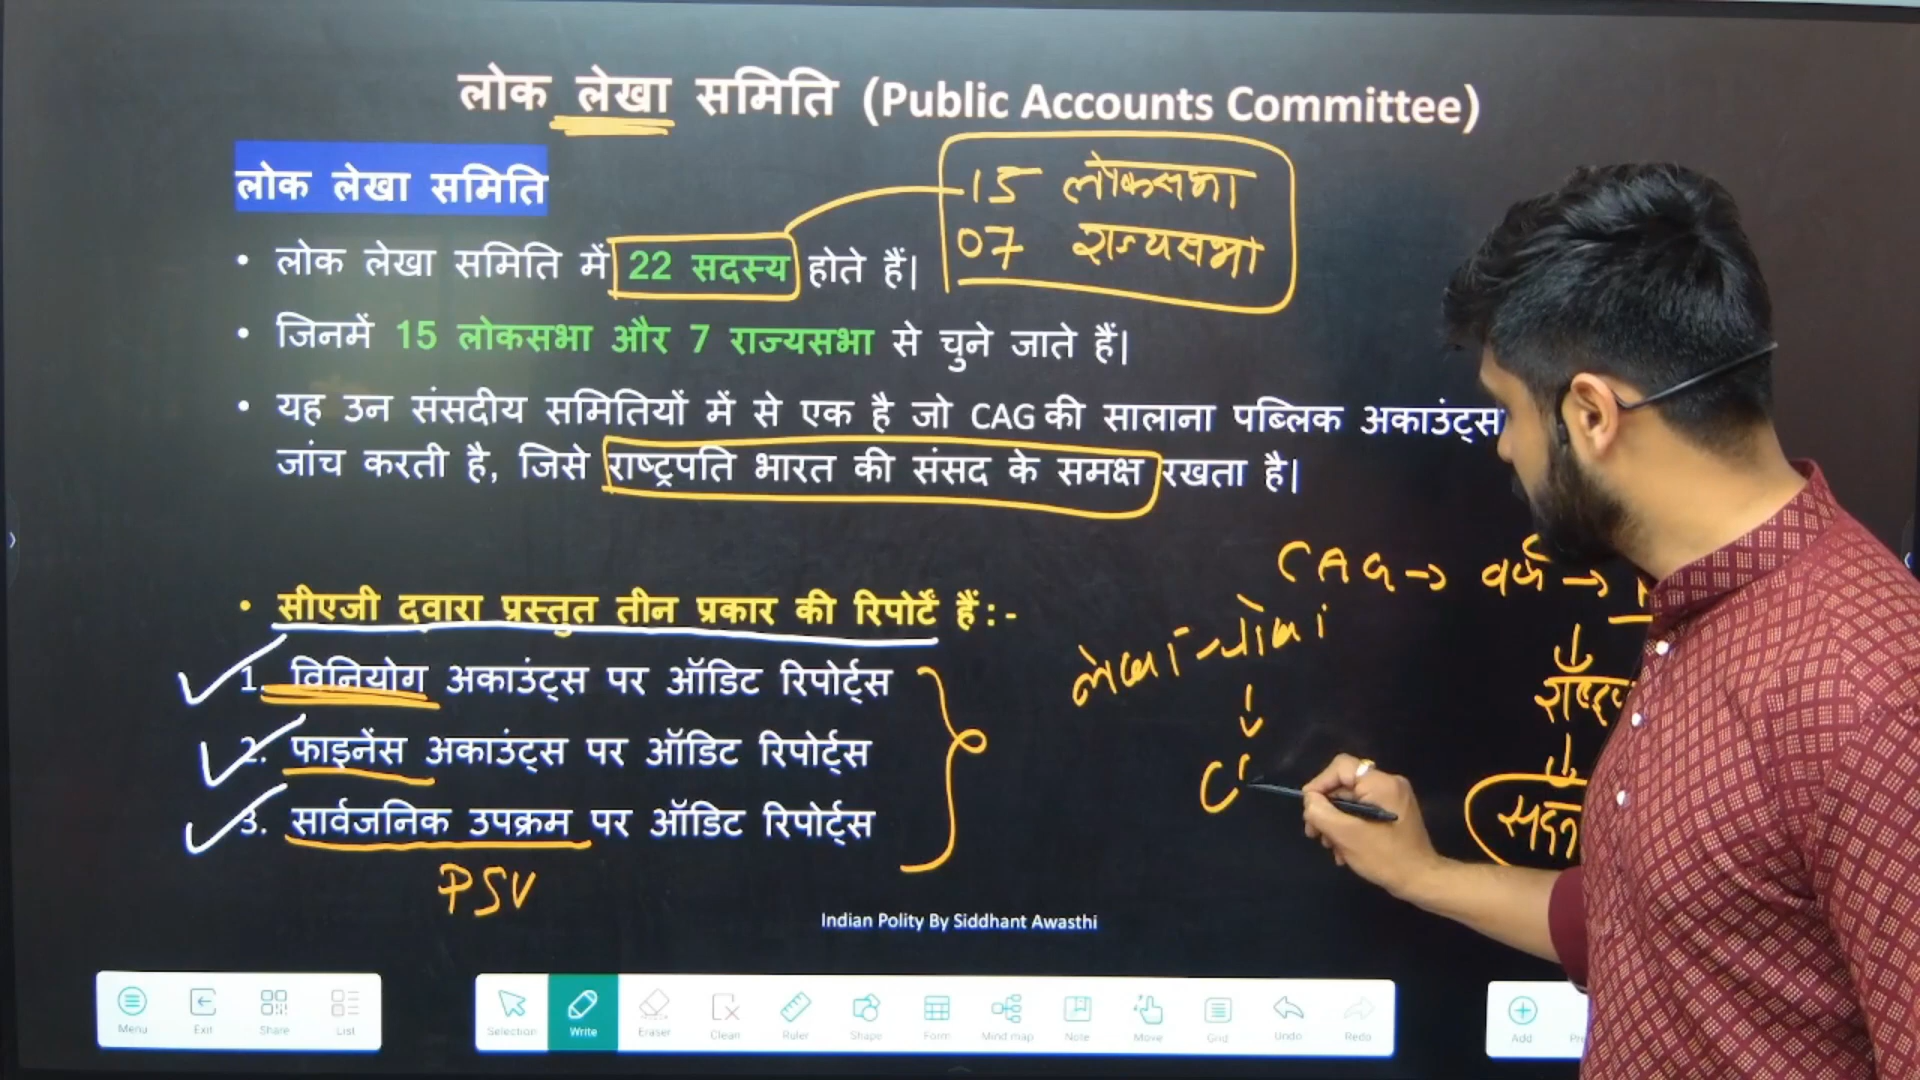 लोक लेखा समिति (Public Accounts Committee)
लोक लेखा समिति
15 लोकसभा
07 राज्यसभा
• लोक लेखा समिति में 22 सदस्य होते हैं|
• जिनमें 15 लोकसभा और 7 राज्यसभा से चुने जाते हैं|
• यह उन संसदीय समितियों में से एक है जो CAG की सालाना पब्लिक अकाउंट्स
जांच करती है, जिसे राष्ट्रपति भारत की संसद के समक्ष रखता है|
CAG → वर्क →
• सीएजी दवारा प्रस्तुत तीन प्रकार की रिपोर्टें हैं:-
लेखा-जोखा
1. विनियोग अकाउंट्स पर ऑडिट रिपोर्ट्स
2. फाइनेंस अकाउंट्स पर ऑडिट रिपोर्ट्स
3. सार्वजनिक उपक्रम पर ऑडिट रिपोर्ट्स
PSU
Indian Polity By Siddhant Awasthi
Menu Exit Share List Selection Write Eraser Clean Ruler Shape Form Mind map Note Move Grid Undo Redo Add